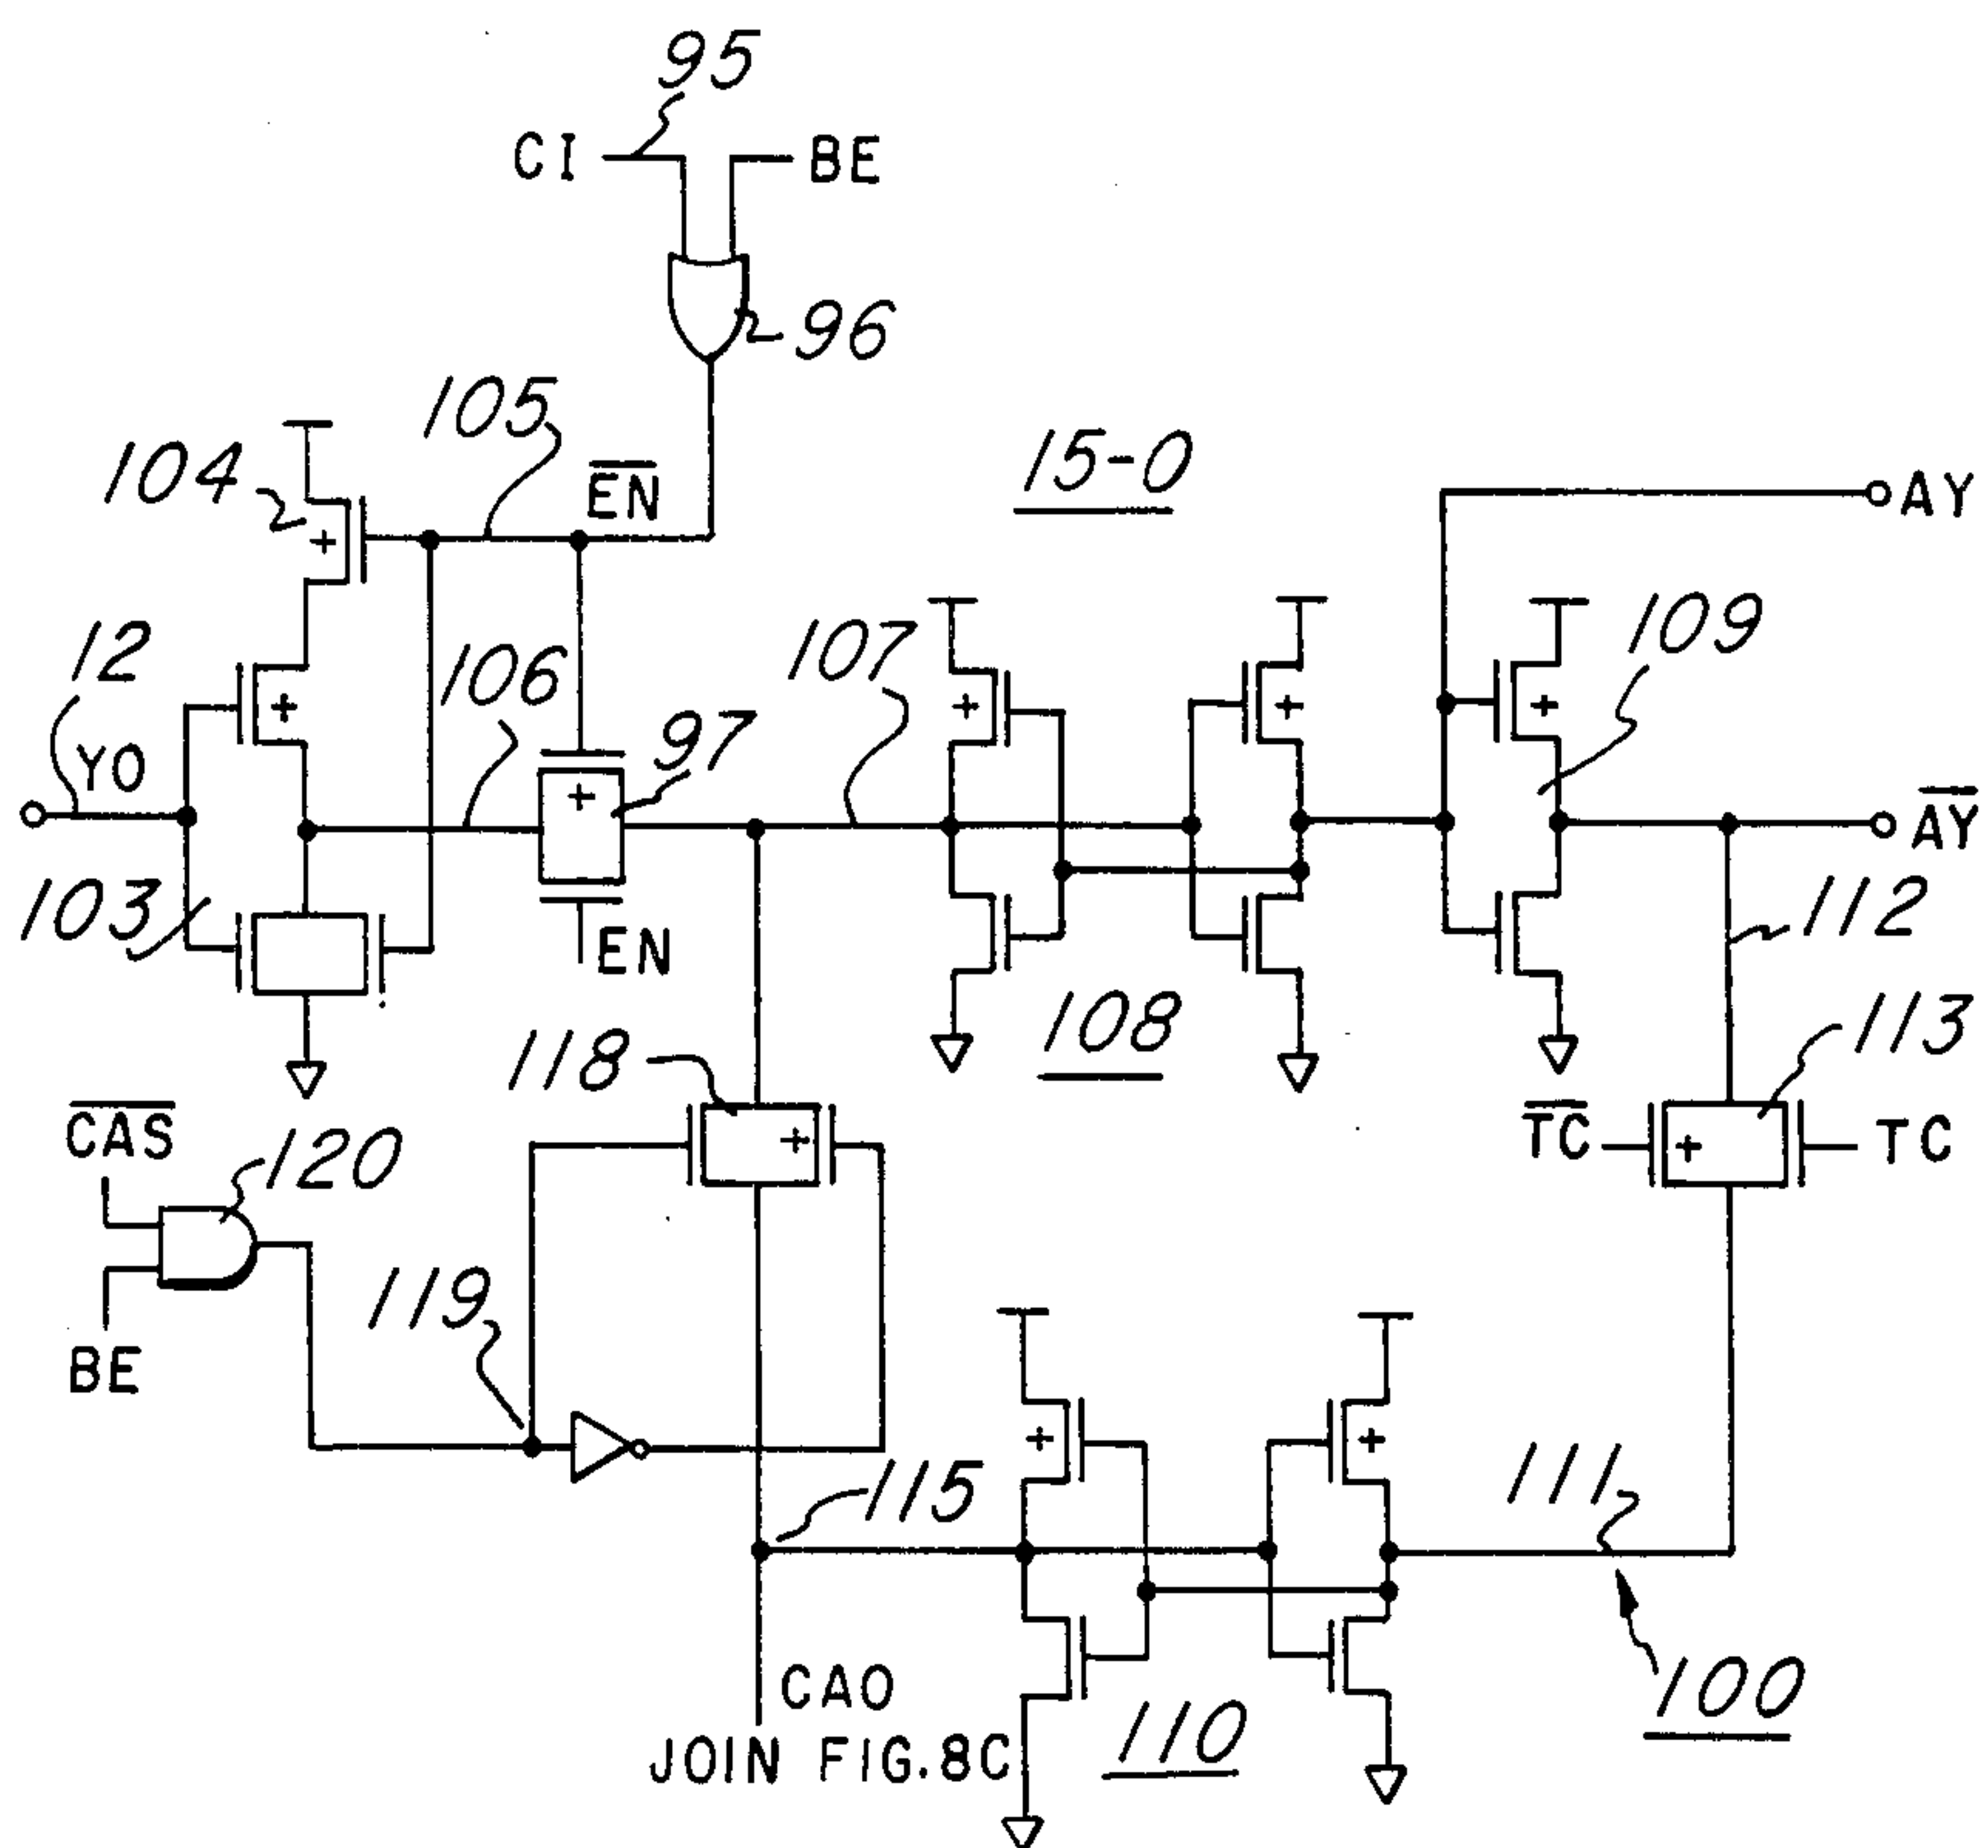 95
CI
BE
96
105
104
EN
15-0
AY
12
YO
106
97
107
109
AY
103
EN
108
112
118
113
CAS
120
TC
TC
119
BE
115
111
CAO
JOIN FIG.8C
110
100